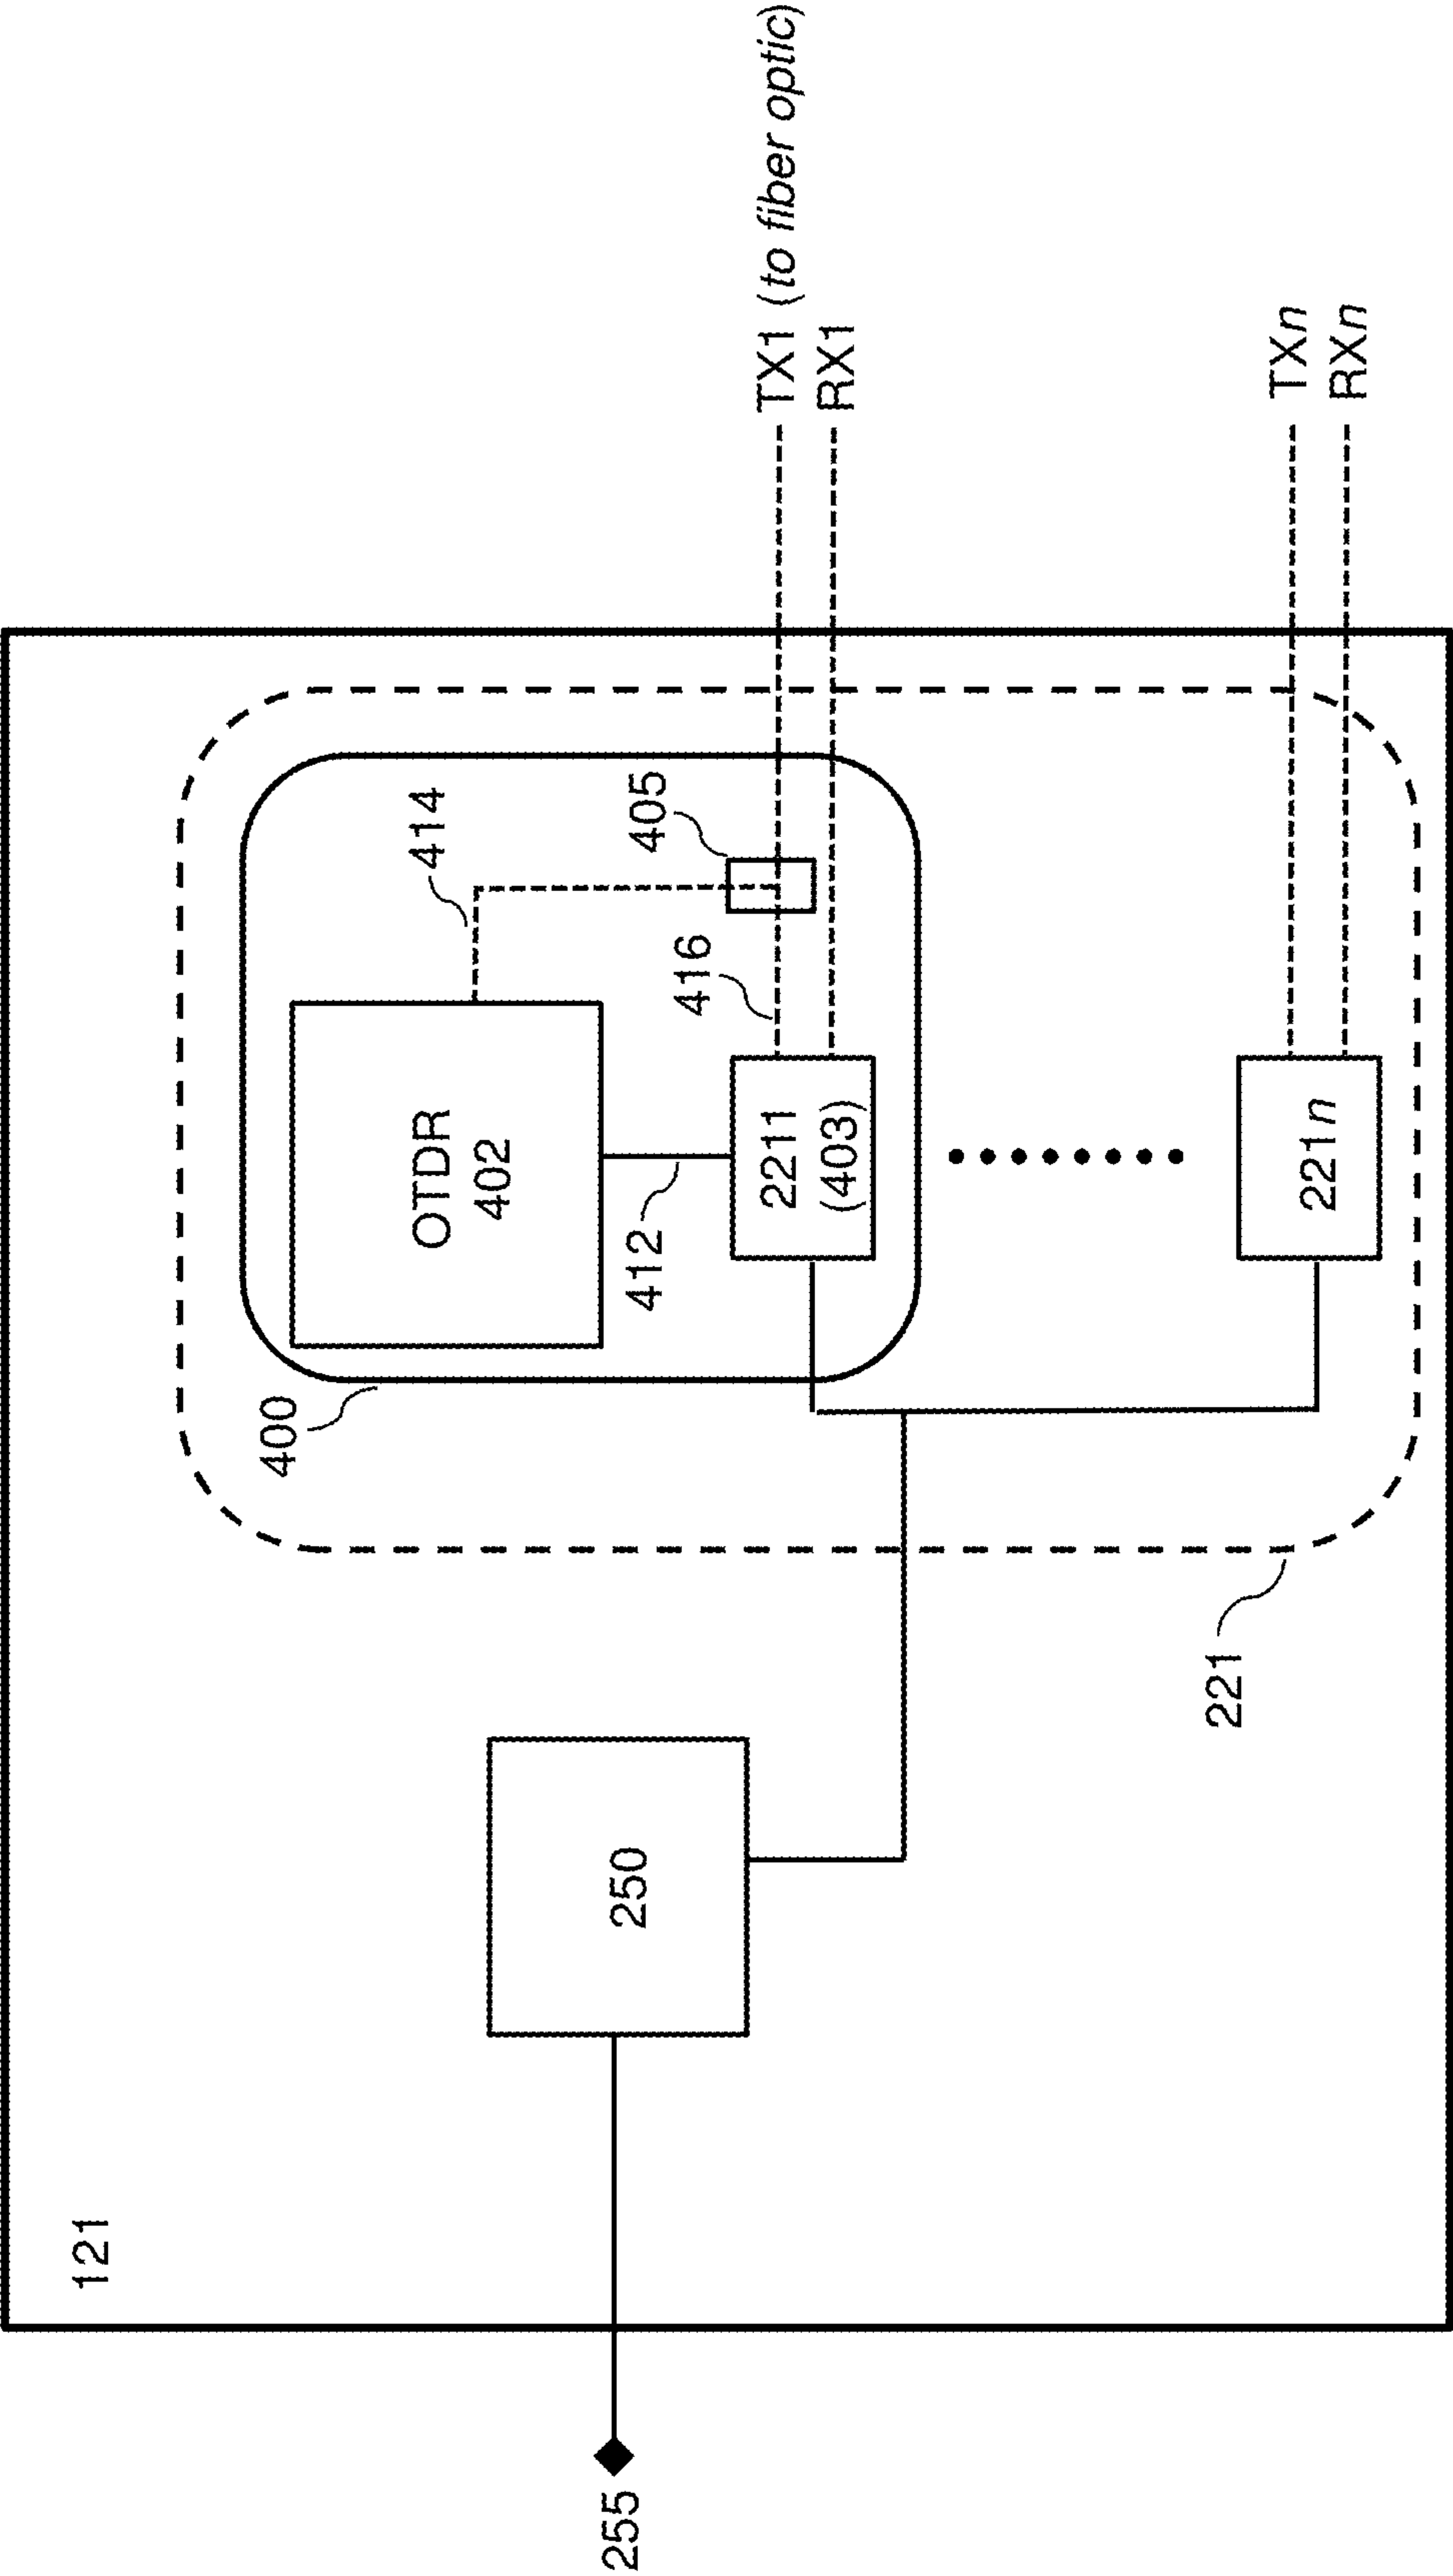 121
255
250
221
400
OTDR
402
412
414
405
416
2211
(403)
221n
TX1 (to fiber optic)
RX1
TXn
RXn